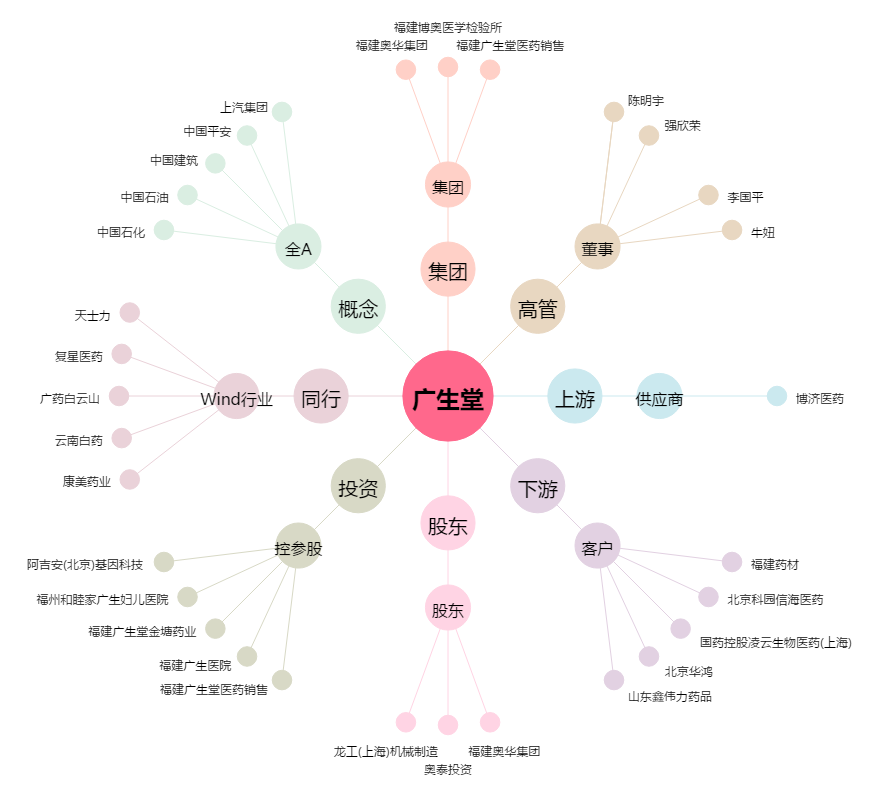 福建博奥医学检验所
福建奥华集团
福建广生堂医药销售
集团
集团
上汽集团
中国平安
中国建筑
中国石油
中国石化
全A
概念
陈明宇
强欣荣
李国平
牛妞
董事
高管
天士力
复星医药
广药白云山
云南白药
康美药业
Wind行业
同行
广生堂
上游
供应商
博济医药
投资
控参股
阿吉安(北京)基因科技
福州和睦家广生妇儿医院
福建广生堂金塘药业
福建广生医院
福建广生堂医药销售
股东
股东
龙工(上海)机械制造
奥泰投资
福建奥华集团
下游
客户
福建药材
北京科园信海医药
国药控股凌云生物医药(上海)
北京华鸿
山东鑫伟力药品